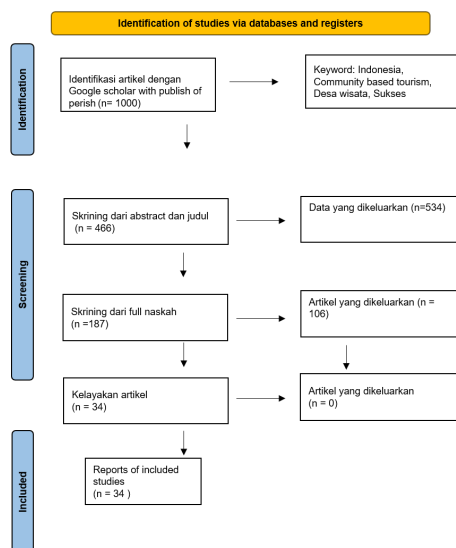 Identification of studies via databases and registers
Identification
Identifikasi artikel dengan
Google scholar with publish of
perish (n= 1000)
Keyword: Indonesia,
Community based tourism,
Desa wisata, Sukses
Screening
Skrining dari abstract dan judul
(n = 466)
Data yang dikeluarkan (n=534)
Skrining dari full naskah
(n =187)
Artikel yang dikeluarkan (n =
106)
Kelayakan artikel
(n = 34)
Artikel yang dikeluarkan
(n = 0)
Included
Reports of included
studies
(n = 34 )